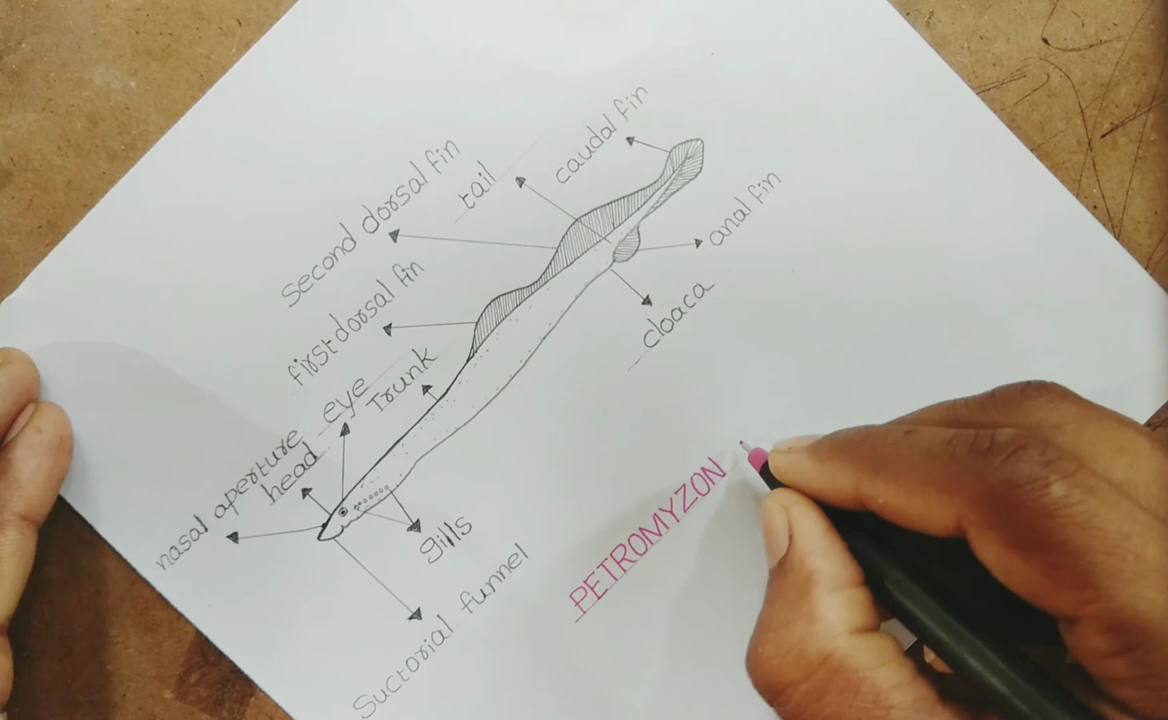 caudal fin
second dorsal fin
tail
anal fin
first dorsal fin
cloaca
eye
Trunk
nasal aperture
head
gills
Suctorial funnel
PETROMYZON